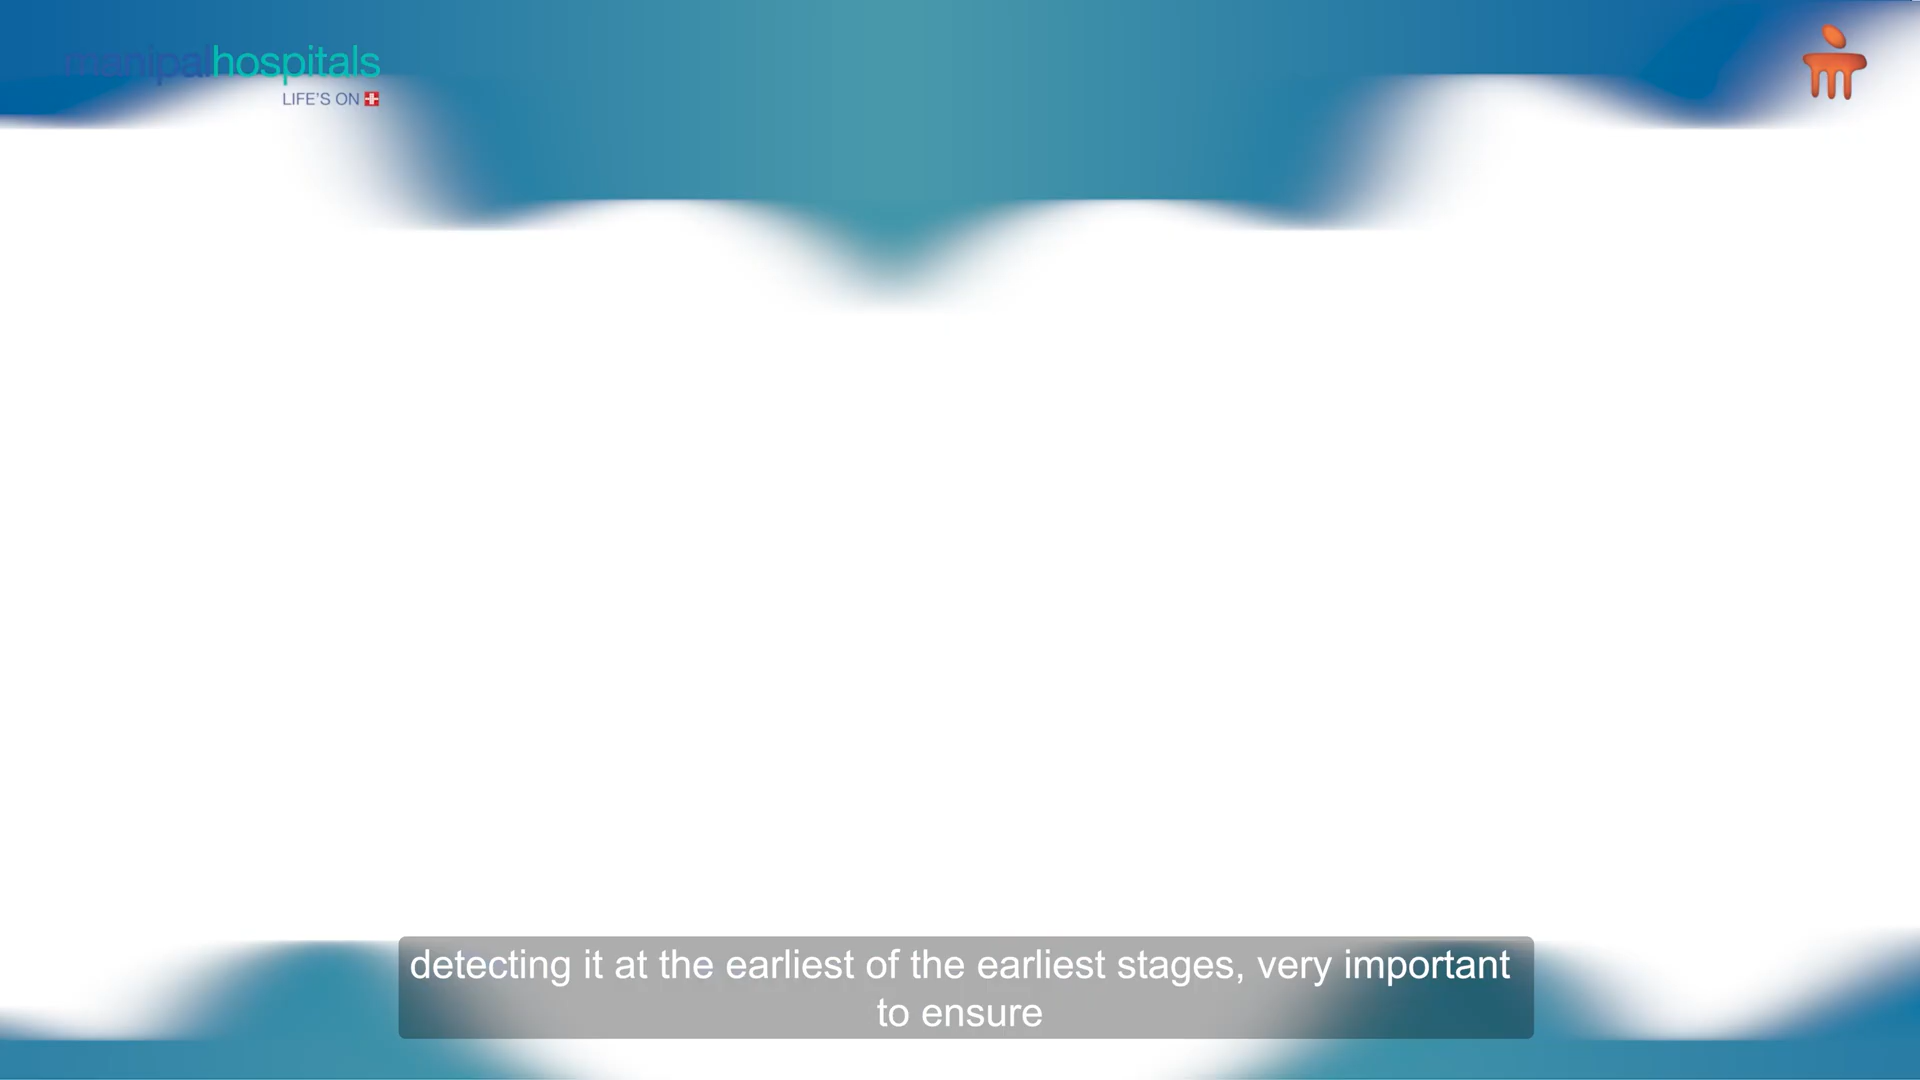 manipalhospitals
LIFE'S ON
detecting it at the earliest of the earliest stages, very important
to ensure